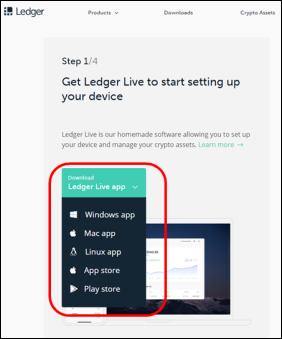 Ledger
Products
Downloads
Crypto Assets
Step 1/4
Get Ledger Live to start setting up
your device
Ledger Live is our homemade software allowing you to set up
your device and manage your crypto assets. Learn more →
Download
Ledger Live app
Windows app
Mac app
Linux app
App store
Play store